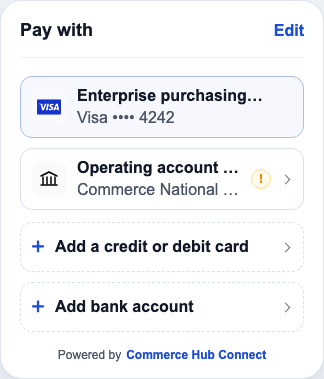 Pay with
Edit
VISA
Enterprise purchasing…
Visa •••• 4242
Operating account …
Commerce National …
!
+ Add a credit or debit card
+ Add bank account
Powered by Commerce Hub Connect